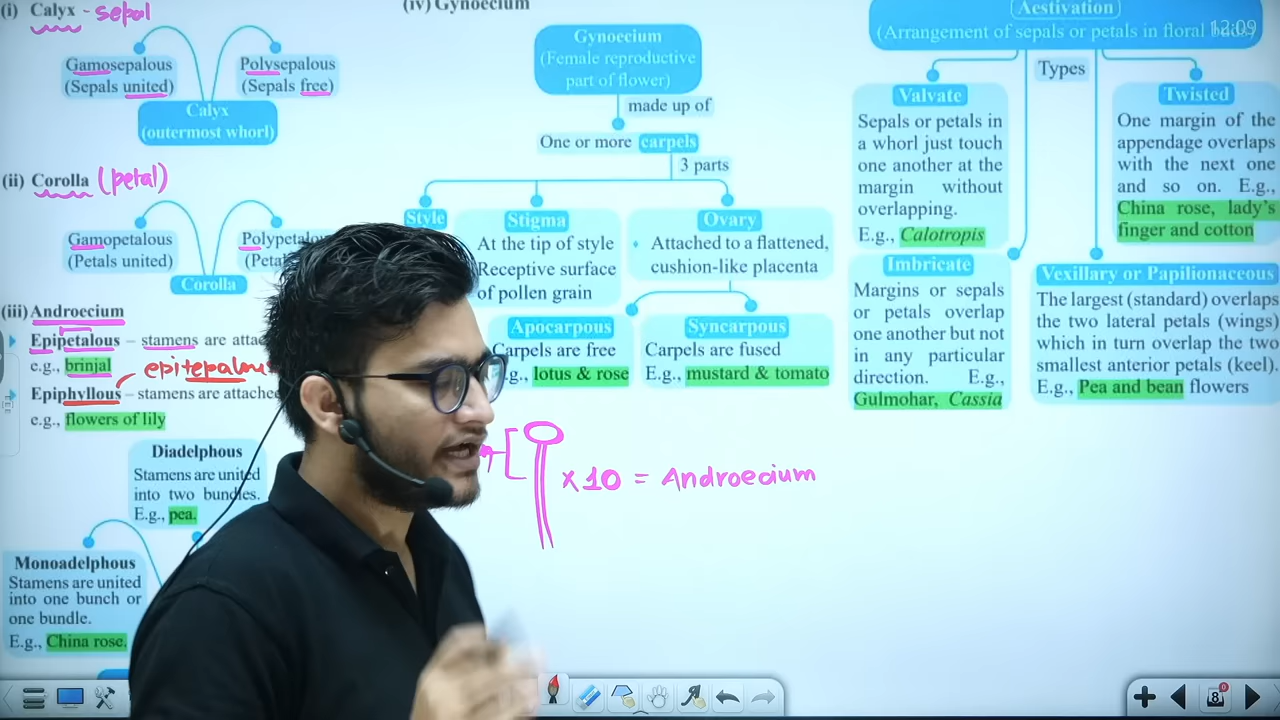 (i) Calyx - sepal
Gamosepalous
(Sepals united)
Polysepalous
(Sepals free)
Calyx
(outermost whorl)
(ii) Corolla (petal)
Gamopetalous
(Petals united)
Corolla
(iii) Androecium
Epipetalous – stamens are
e.g., brinjal
Epiphyllous – stamens are attached
e.g., flowers of lily
Diadelphous
Stamens are united
into two bundles.
E.g., pea.
Monoadelphous
Stamens are united
into one bunch or
one bundle.
E.g., China rose.
(iv) Gynoecium
Gynoecium
(Female reproductive
part of flower)
made up of
One or more carpels
3 parts
Style
Stigma
At the tip of style
Receptive surface
of pollen grain
Ovary
Attached to a flattened,
cushion-like placenta
Apocarpous
Carpels are free
lotus & rose
Syncarpous
Carpels are fused
E.g., mustard & tomato
x 10 = Androecium
Aestivation
(Arrangement of sepals or petals in floral
12:09
Types
Valvate
Sepals or petals in
a whorl just touch
one another at the
margin without
overlapping.
E.g., Calotropis
Twisted
One margin of the
appendage overlaps
with the next one
and so on. E.g.,
China rose, lady's
finger and cotton
Imbricate
Margins or sepals
or petals overlap
one another but not
in any particular
direction. E.g.,
Gulmohar, Cassia
Vexillary or Papilionaceous
The largest (standard) overlaps
the two lateral petals (wings)
which in turn overlap the two
smallest anterior petals (keel).
E.g., Pea and bean flowers
8